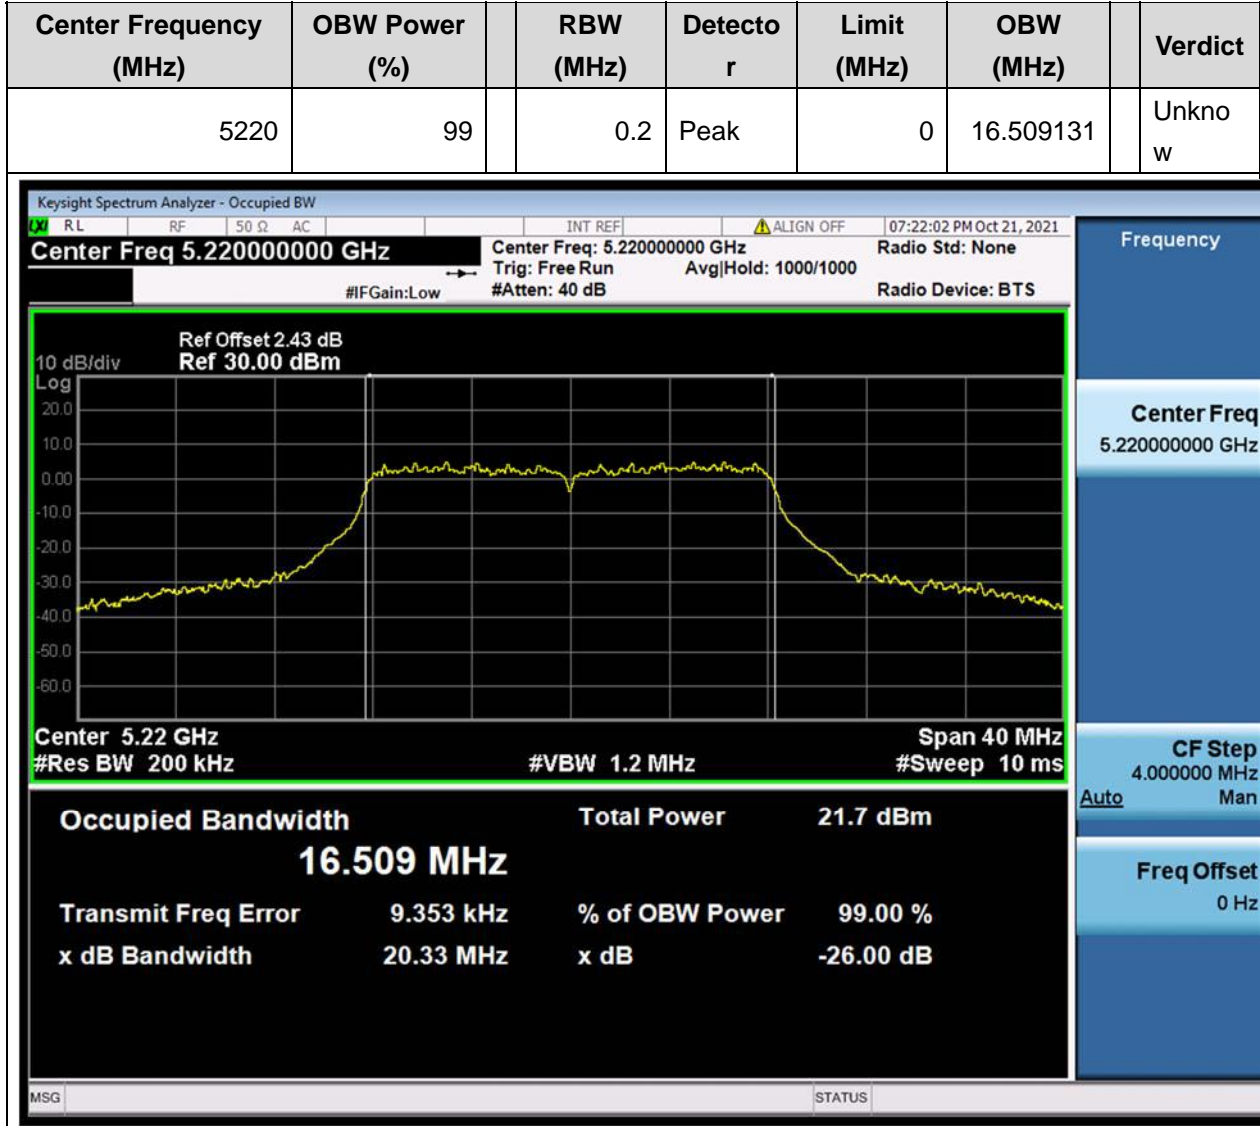 Center Frequency (MHz) OBW Power (%) RBW (MHz) Detecto r Limit (MHz) OBW (MHz) Verdict
5220 99 0.2 Peak 0 16.509131 Unkno w
Keysight Spectrum Analyzer - Occupied BW
LXI RL RF 50 Ω AC INT REF ALIGN OFF 07:22:02 PM Oct 21, 2021
Center Freq 5.220000000 GHz
Center Freq: 5.220000000 GHz Radio Std: None
Trig: Free Run Avg|Hold: 1000/1000
#IFGain:Low #Atten: 40 dB Radio Device: BTS
Frequency
Ref Offset 2.43 dB
10 dB/div Ref 30.00 dBm
Log
20.0
10.0
0.00
-10.0
-20.0
-30.0
-40.0
-50.0
-60.0
Center Freq
5.220000000 GHz
Center 5.22 GHz Span 40 MHz
#Res BW 200 kHz #VBW 1.2 MHz #Sweep 10 ms
CF Step
4.000000 MHz
Auto Man
Occupied Bandwidth Total Power 21.7 dBm
16.509 MHz
Transmit Freq Error 9.353 kHz % of OBW Power 99.00 %
x dB Bandwidth 20.33 MHz x dB -26.00 dB
Freq Offset
0 Hz
MSG STATUS